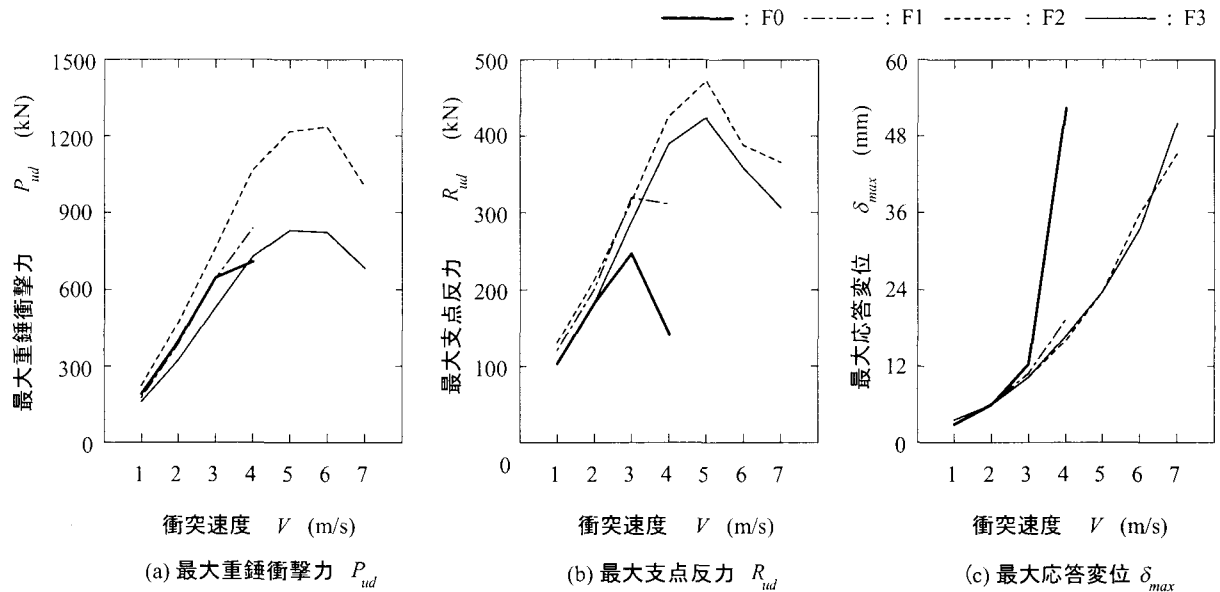 : F0 : F1 : F2 : F3
1500
1200
900
600
300
0
最大重錘衝撃力 P_ud (kN)
1 2 3 4 5 6 7
衝突速度 V (m/s)
(a) 最大重錘衝撃力 P_ud
500
400
300
200
100
0
最大支点反力 R_ud (kN)
1 2 3 4 5 6 7
衝突速度 V (m/s)
(b) 最大支点反力 R_ud
60
48
36
24
12
0
最大応答変位 δ_max (mm)
1 2 3 4 5 6 7
衝突速度 V (m/s)
(c) 最大応答変位 δ_max